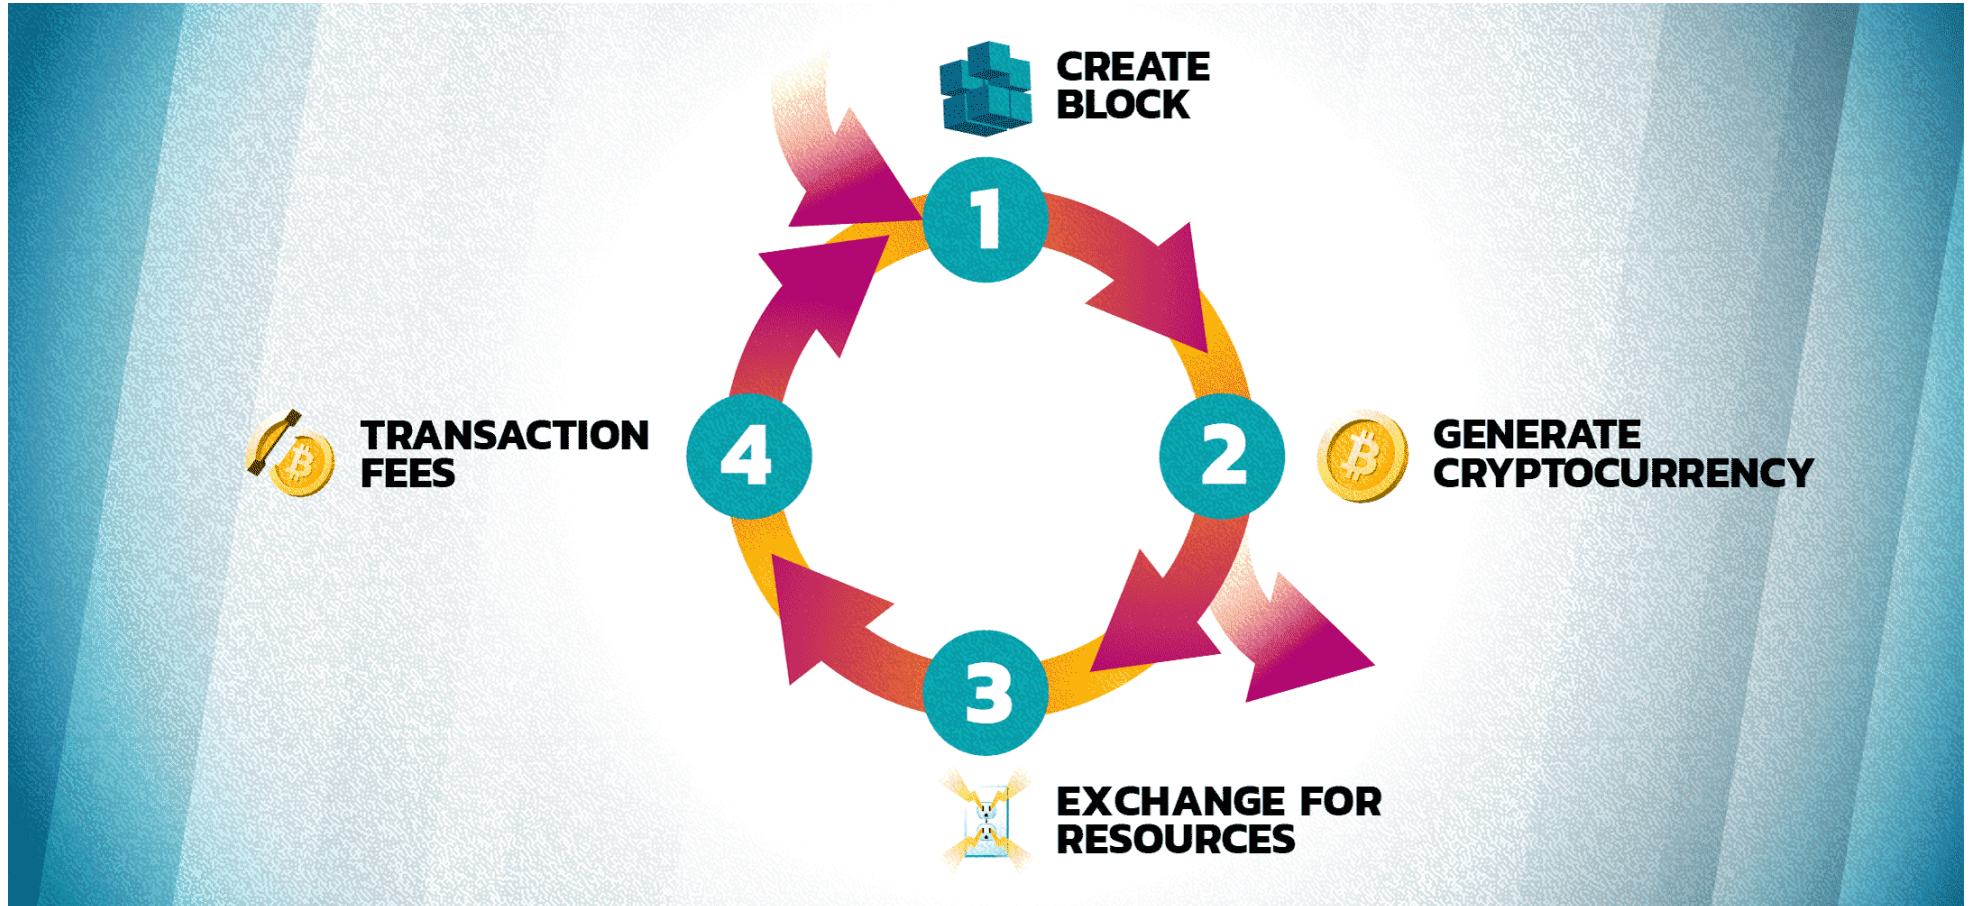 CREATE
BLOCK
1
2
GENERATE
CRYPTOCURRENCY
3
EXCHANGE FOR
RESOURCES
4
TRANSACTION
FEES